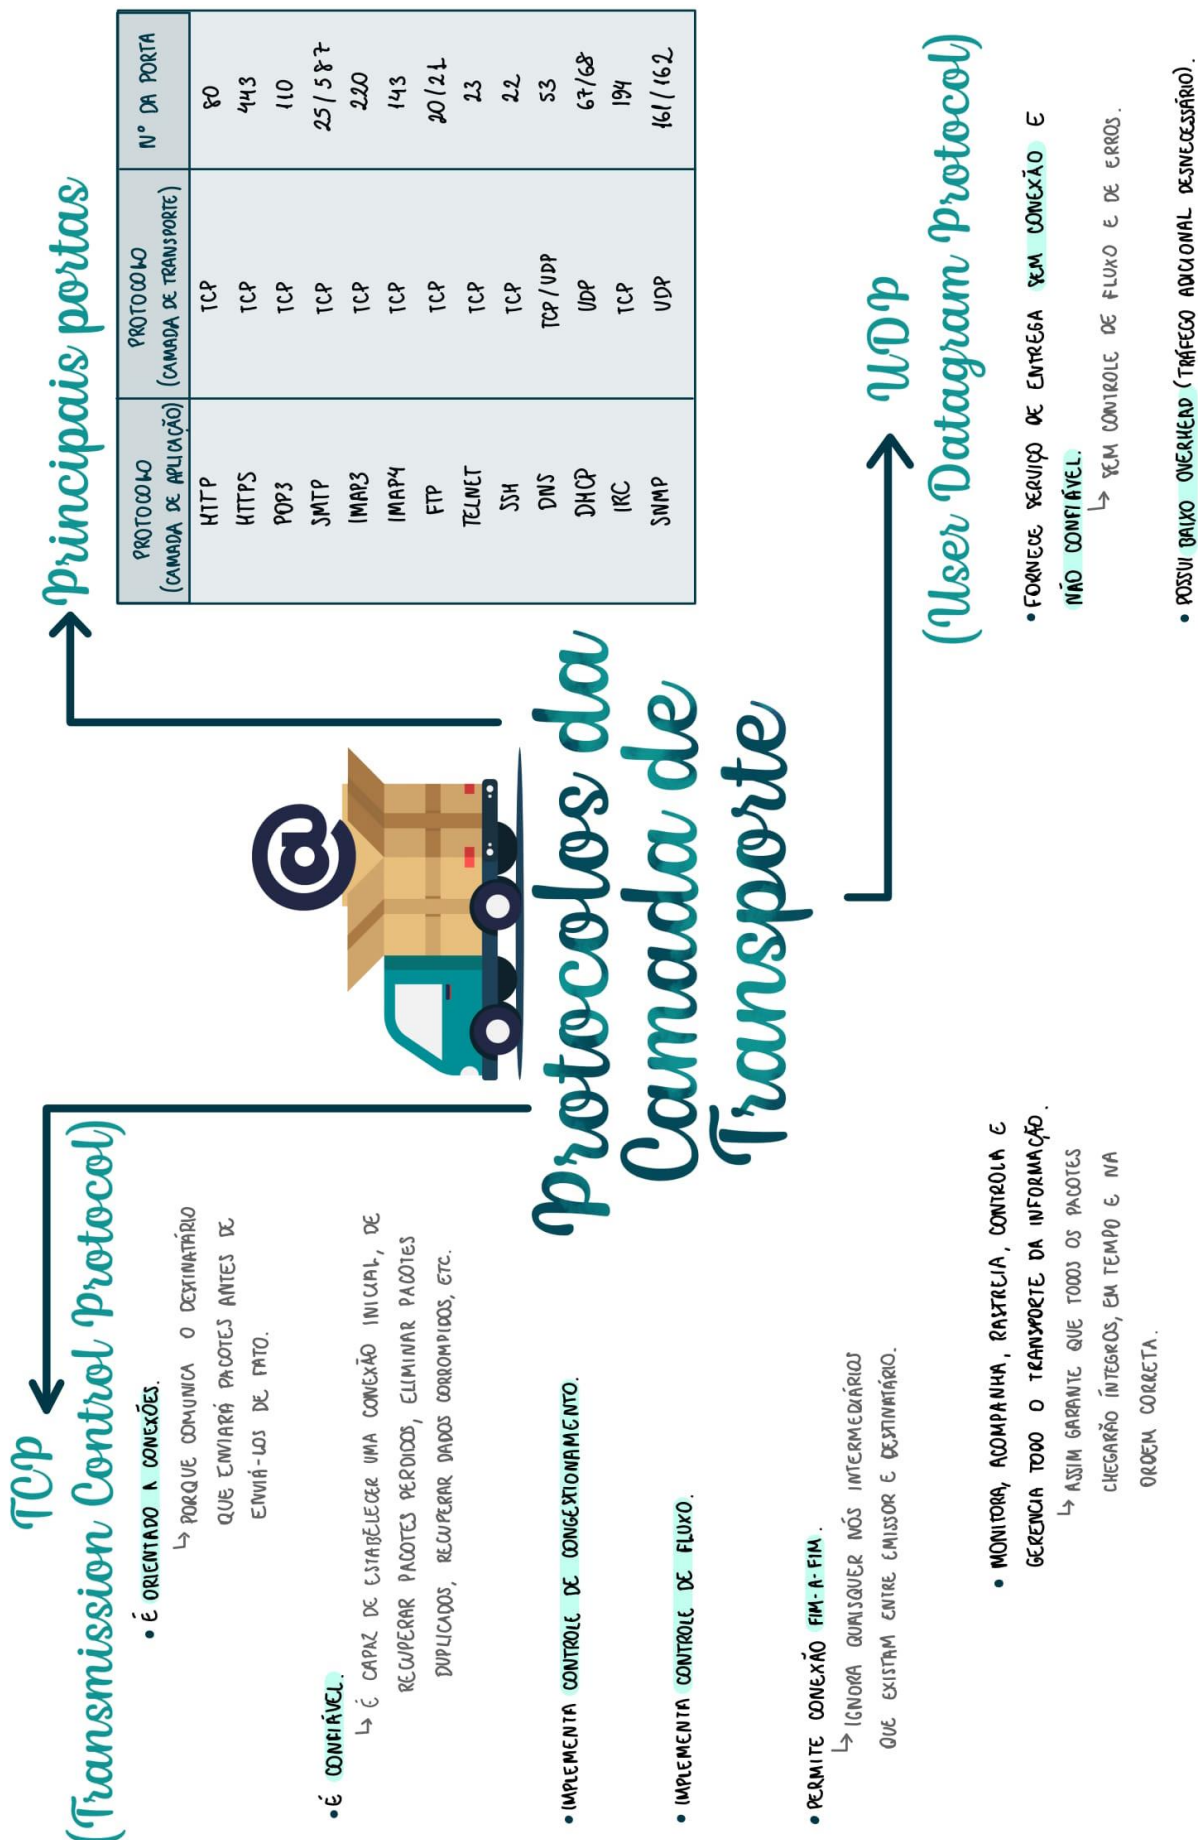 TCP
(Transmission Control Protocol)
• É ORIENTADO A CONEXÕES.
↳ PORQUE COMUNICA O DESTINATÁRIO
QUE ENVIARÁ PACOTES ANTES DE
ENVIÁ-LOS DE FATO.
• É CONFIÁVEL.
↳ É CAPAZ DE ESTABELECER UMA CONEXÃO INICIAL, DE
RECUPERAR PACOTES PERDIDOS, ELIMINAR PACOTES
DUPLICADOS, RECUPERAR DADOS CORROMPIDOS, ETC.
• IMPLEMENTA CONTROLE DE CONGESTIONAMENTO.
• IMPLEMENTA CONTROLE DE FLUXO.
• PERMITE CONEXÃO FIM-A-FIM.
↳ IGNORA QUAISQUER NÓS INTERMEDIÁRIOS
QUE EXISTAM ENTRE EMISSOR E DESTINATÁRIO.
• MONITORA, ACOMPANHA, RASTREIA, CONTROLA E
GERENCIA TODO O TRANSPORTE DA INFORMAÇÃO.
↳ ASSIM GARANTE QUE TODOS OS PACOTES
CHEGARÃO ÍNTEGROS, EM TEMPO E NA
ORDEM CORRETA.
@
Protocolos da
Camada de
Transporte
Principais portas
PROTOCOLO (CAMADA DE APLICAÇÃO) PROTOCOLO (CAMADA DE TRANSPORTE) N° DA PORTA
HTTP TCP 80
HTTPS TCP 443
POP3 TCP 110
SMTP TCP 25/587
IMAP3 TCP 220
IMAP4 TCP 143
FTP TCP 20/21
TELNET TCP 23
SSH TCP 22
DNS TCP/UDP 53
DHCP UDP 67/68
IRC TCP 194
SNMP UDP 161/162
UDP
(User Datagram Protocol)
• FORNECE SERVIÇO DE ENTREGA SEM CONEXÃO E
NÃO CONFIÁVEL.
↳ SEM CONTROLE DE FLUXO E DE ERROS.
• POSSUI BAIXO OVERHEAD (TRÁFEGO ADICIONAL DESNECESSÁRIO).